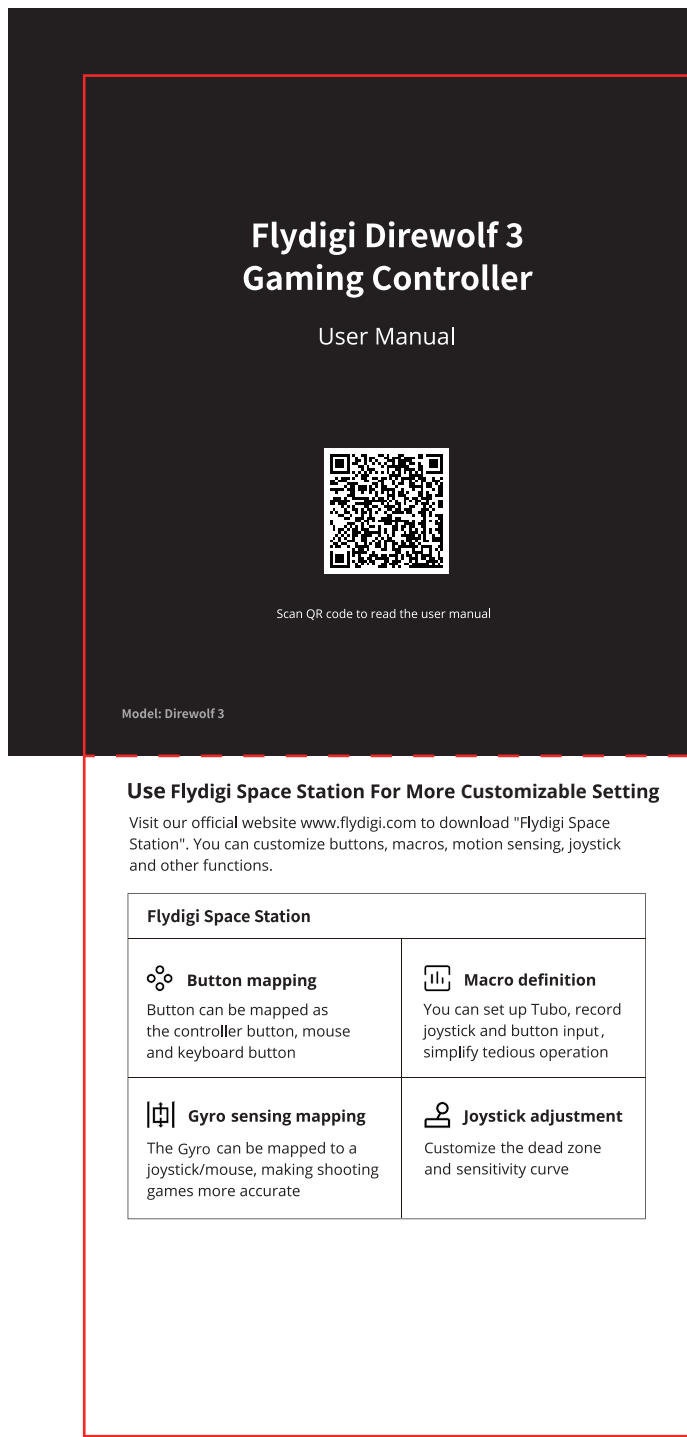 Flydigi Direwolf 3
Gaming Controller
User Manual
Scan QR code to read the user manual
Model: Direwolf 3
Use Flydigi Space Station For More Customizable Setting
Visit our official website www.flydigi.com to download "Flydigi Space
Station". You can customize buttons, macros, motion sensing, joystick
and other functions.
Flydigi Space Station
Button mapping
Button can be mapped as
the controller button, mouse
and keyboard button
Macro definition
You can set up Tubo, record
joystick and button input,
simplify tedious operation
Gyro sensing mapping
The Gyro can be mapped to a
joystick/mouse, making shooting
games more accurate
Joystick adjustment
Customize the dead zone
and sensitivity curve